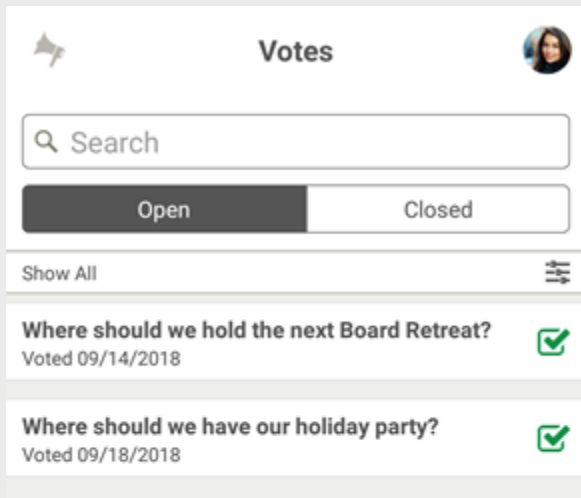 Votes
Search
Open
Closed
Show All
Where should we hold the next Board Retreat?
Voted 09/14/2018
Where should we have our holiday party?
Voted 09/18/2018